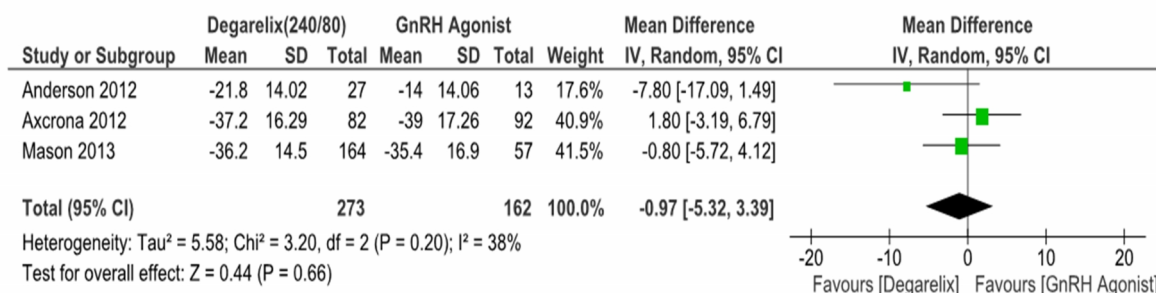 Degarelix(240/80) GnRH Agonist Mean Difference Mean Difference
Study or Subgroup Mean SD Total Mean SD Total Weight IV, Random, 95% CI IV, Random, 95% CI
Anderson 2012 -21.8 14.02 27 -14 14.06 13 17.6% -7.80 [-17.09, 1.49]
Axcrona 2012 -37.2 16.29 82 -39 17.26 92 40.9% 1.80 [-3.19, 6.79]
Mason 2013 -36.2 14.5 164 -35.4 16.9 57 41.5% -0.80 [-5.72, 4.12]
Total (95% CI) 273 162 100.0% -0.97 [-5.32, 3.39]
Heterogeneity: Tau² = 5.58; Chi² = 3.20, df = 2 (P = 0.20); I² = 38%
Test for overall effect: Z = 0.44 (P = 0.66)
-20 -10 0 10 20
Favours [Degarelix] Favours [GnRH Agonist]